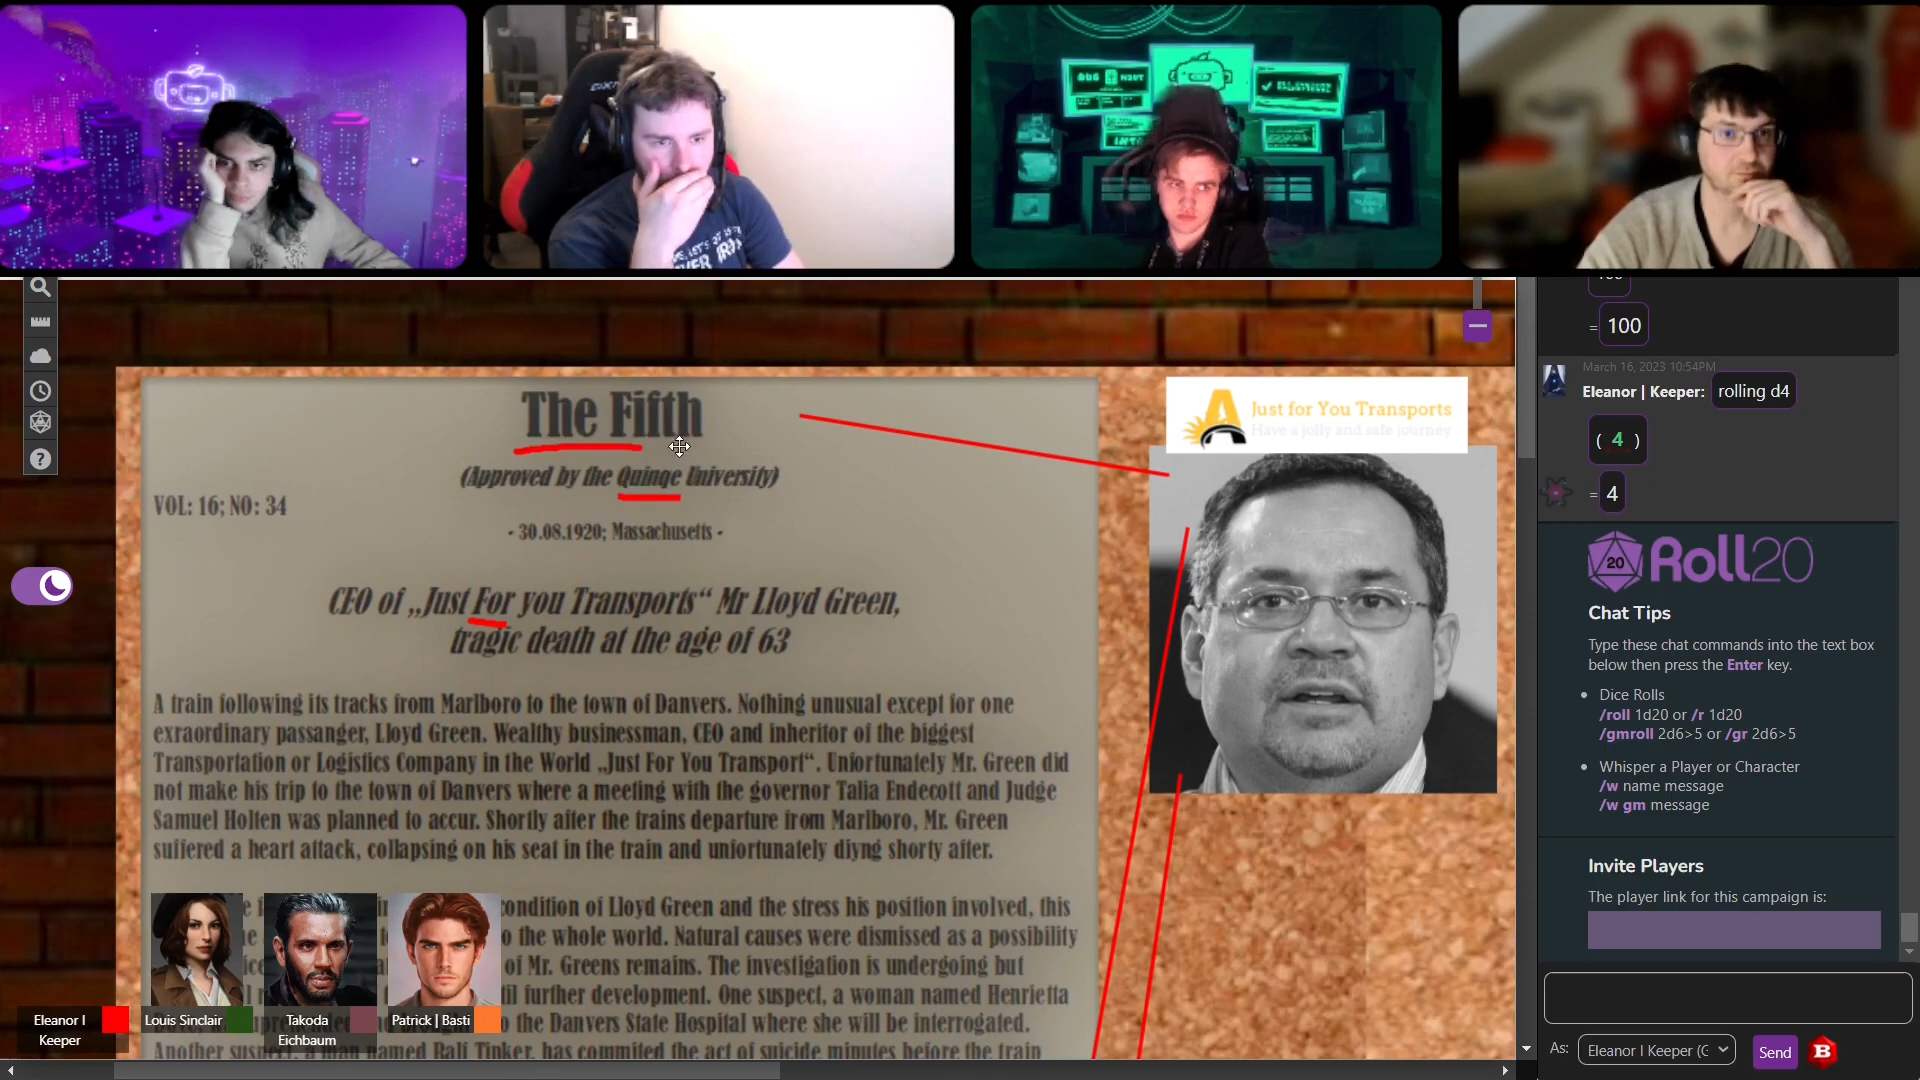 = 100
March 16, 2023 10:54PM
Eleanor | Keeper: rolling d4
( 4 )
= 4
20 Roll20
Chat Tips
Type these chat commands into the text box
below then press the Enter key.
Dice Rolls
/roll 1d20 or /r 1d20
/gmroll 2d6>5 or /gr 2d6>5
Whisper a Player or Character
/w name message
/w gm message
Invite Players
The player link for this campaign is:
As: Eleanor I Keeper (G
Send
B
The Fifth
(Approved by the Quinqe University)
VOL: 16; NO: 34
- 30.08.1920; Massachusetts -
CEO of „Just For you Transports“ Mr Lloyd Green,
tragic death at the age of 63
A train following its tracks from Marlboro to the town of Danvers. Nothing unusual except for one
extraordinary passanger, Lloyd Green. Wealthy businessman, CEO and inheritor of the biggest
Transportation or Logistics Company in the World „Just For You Transport“. Unfortunately Mr. Green did
not make his trip to the town of Danvers where a meeting with the governor Talia Endecott and Judge
Samuel Holten was planned to accur. Shortly after the trains departure from Marlboro, Mr. Green
suffered a heart attack, collapsing on his seat in the train and unfortunately diyng shorty after.
condition of Lloyd Green and the stress his position involved, this
o the whole world. Natural causes were dismissed as a possibility
of Mr. Greens remains. The investigation is undergoing but
til further development. One suspect, a woman named Henrietta
o the Danvers State Hospital where she will be interrogated.
Another suspect, a man named Ralf Tinker, has commited the act of suicide minutes before the train
Just for You Transports
Have a jolly and safe journey
Eleanor I
Keeper
Louis Sinclair
Takoda
Eichbaum
Patrick | Basti